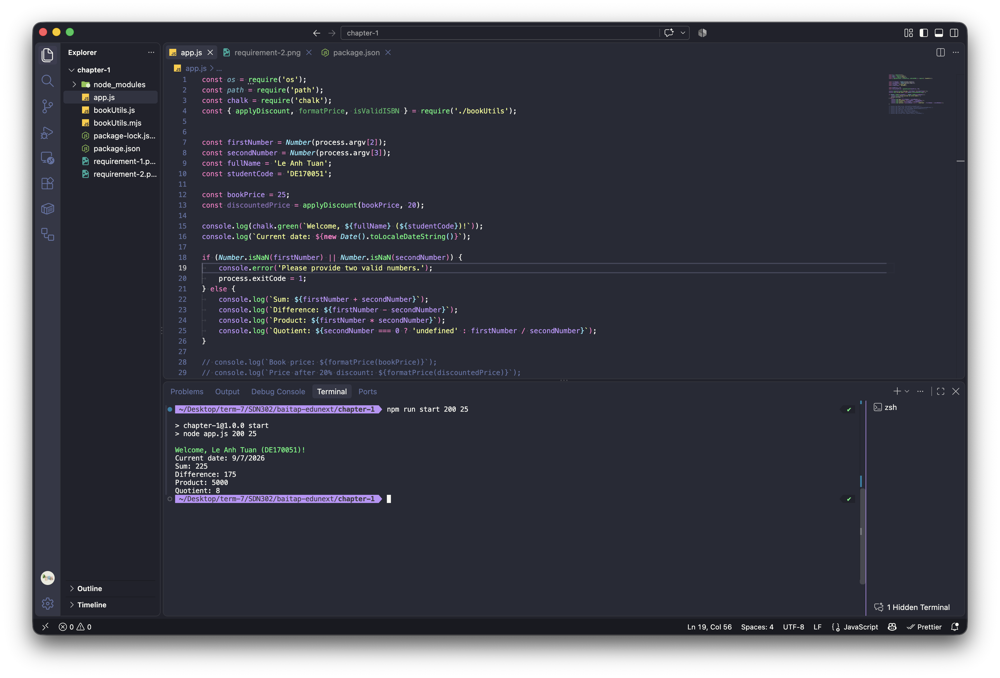 chapter-1
Explorer
chapter-1
node_modules
app.js
bookUtils.js
bookUtils.mjs
package-lock.js...
package.json
requirement-1.p...
requirement-2.p...
Outline
Timeline
app.js
requirement-2.png
package.json
app.js > ...
1 const os = require('os');
2 const path = require('path');
3 const chalk = require('chalk');
4 const { applyDiscount, formatPrice, isValidISBN } = require('./bookUtils');
5
6
7 const firstNumber = Number(process.argv[2]);
8 const secondNumber = Number(process.argv[3]);
9 const fullName = 'Le Anh Tuan';
10 const studentCode = 'DE170051';
11
12 const bookPrice = 25;
13 const discountedPrice = applyDiscount(bookPrice, 20);
14
15 console.log(chalk.green(`Welcome, ${fullName} (${studentCode})!`));
16 console.log(`Current date: ${new Date().toLocaleDateString()}`);
17
18 if (Number.isNaN(firstNumber) || Number.isNaN(secondNumber)) {
19 console.error('Please provide two valid numbers.');
20 process.exitCode = 1;
21 } else {
22 console.log(`Sum: ${firstNumber + secondNumber}`);
23 console.log(`Difference: ${firstNumber - secondNumber}`);
24 console.log(`Product: ${firstNumber * secondNumber}`);
25 console.log(`Quotient: ${secondNumber === 0 ? 'undefined' : firstNumber / secondNumber}`);
26 }
27
28 // console.log(`Book price: ${formatPrice(bookPrice)}`);
29 // console.log(`Price after 20% discount: ${formatPrice(discountedPrice)}`);
Problems Output Debug Console Terminal Ports
~/Desktop/term-7/SDN302/baitap-edunext/chapter-1 npm run start 200 25
> chapter-1@1.0.0 start
> node app.js 200 25
Welcome, Le Anh Tuan (DE170051)!
Current date: 9/7/2026
Sum: 225
Difference: 175
Product: 5000
Quotient: 8
~/Desktop/term-7/SDN302/baitap-edunext/chapter-1
zsh
1 Hidden Terminal
0 0
Ln 19, Col 56 Spaces: 4 UTF-8 LF JavaScript Prettier